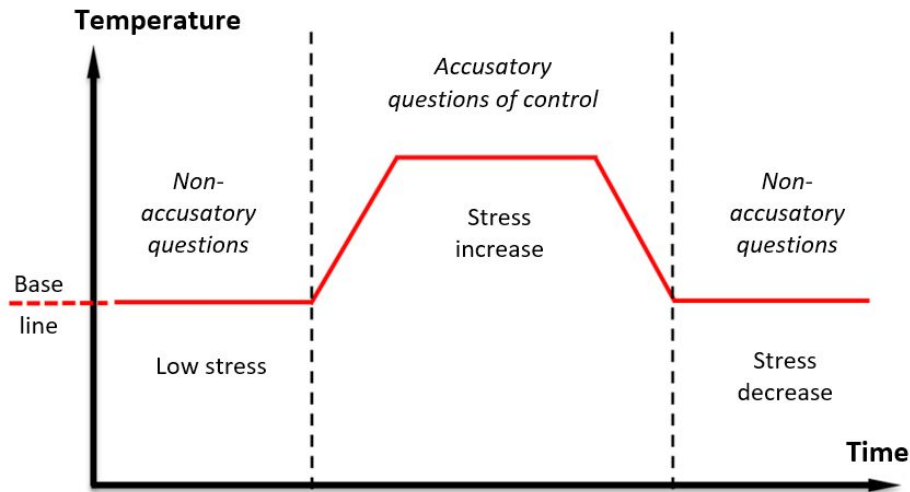 Temperature
Accusatory
questions of control
Non-
accusatory
questions
Stress
increase
Non-
accusatory
questions
Base
line
Low stress
Stress
decrease
Time